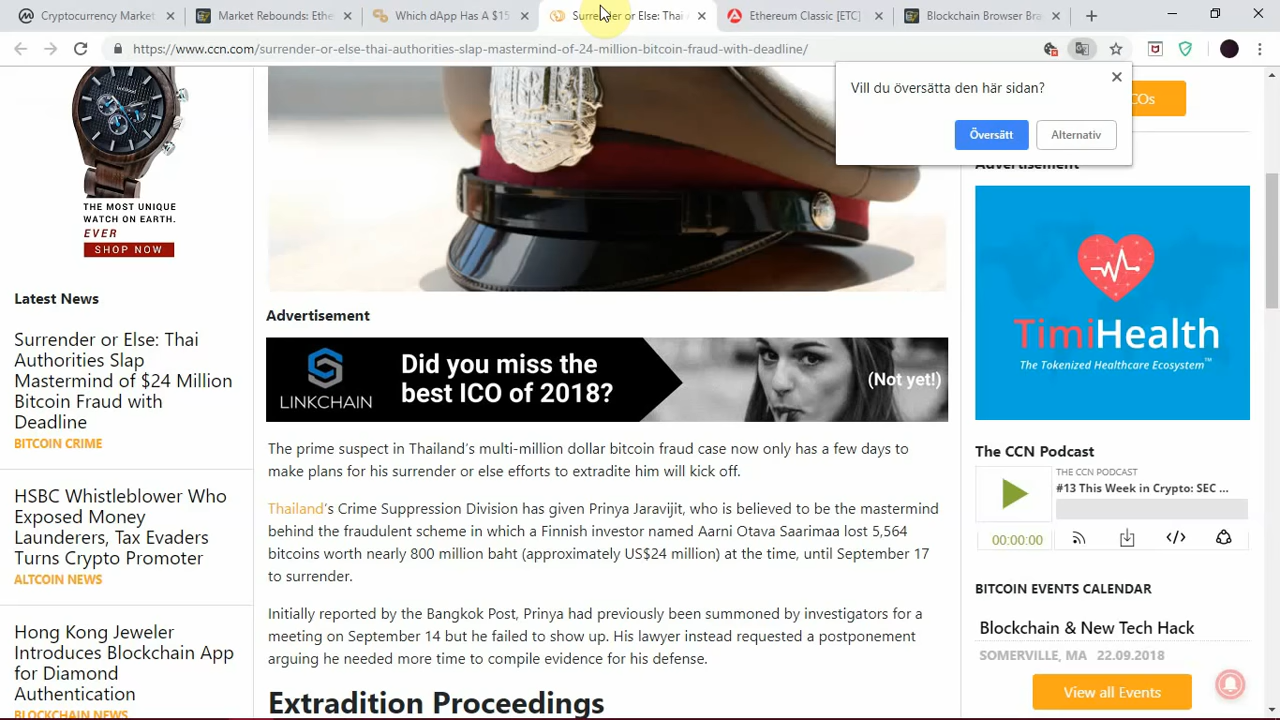 Cryptocurrency Market
Market Rebounds: Ethe
Which dApp Has A $15
Surrender or Else: Thai A
Ethereum Classic [ETC]
Blockchain Browser Bra
https://www.ccn.com/surrender-or-else-thai-authorities-slap-mastermind-of-24-million-bitcoin-fraud-with-deadline/
Vill du översätta den här sidan?
Översätt
Alternativ
COs
THE MOST UNIQUE
WATCH ON EARTH.
EVER
SHOP NOW
Latest News
Surrender or Else: Thai
Authorities Slap
Mastermind of $24 Million
Bitcoin Fraud with
Deadline
BITCOIN CRIME
HSBC Whistleblower Who
Exposed Money
Launderers, Tax Evaders
Turns Crypto Promoter
ALTCOIN NEWS
Hong Kong Jeweler
Introduces Blockchain App
for Diamond
Authentication
BLOCKCHAIN NEWS
Advertisement
LINKCHAIN
Did you miss the
best ICO of 2018?
(Not yet!)
The prime suspect in Thailand's multi-million dollar bitcoin fraud case now only has a few days to
make plans for his surrender or else efforts to extradite him will kick off.
Thailand's Crime Suppression Division has given Prinya Jaravijit, who is believed to be the mastermind
behind the fraudulent scheme in which a Finnish investor named Aarni Otava Saarimaa lost 5,564
bitcoins worth nearly 800 million baht (approximately US$24 million) at the time, until September 17
to surrender.
Initially reported by the Bangkok Post, Prinya had previously been summoned by investigators for a
meeting on September 14 but he failed to show up. His lawyer instead requested a postponement
arguing he needed more time to compile evidence for his defense.
Extradition Proceedings
Advertisement
TimiHealth
The Tokenized Healthcare Ecosystem™
The CCN Podcast
THE CCN PODCAST
#13 This Week in Crypto: SEC ...
00:00:00
BITCOIN EVENTS CALENDAR
Blockchain & New Tech Hack
SOMERVILLE, MA 22.09.2018
View all Events